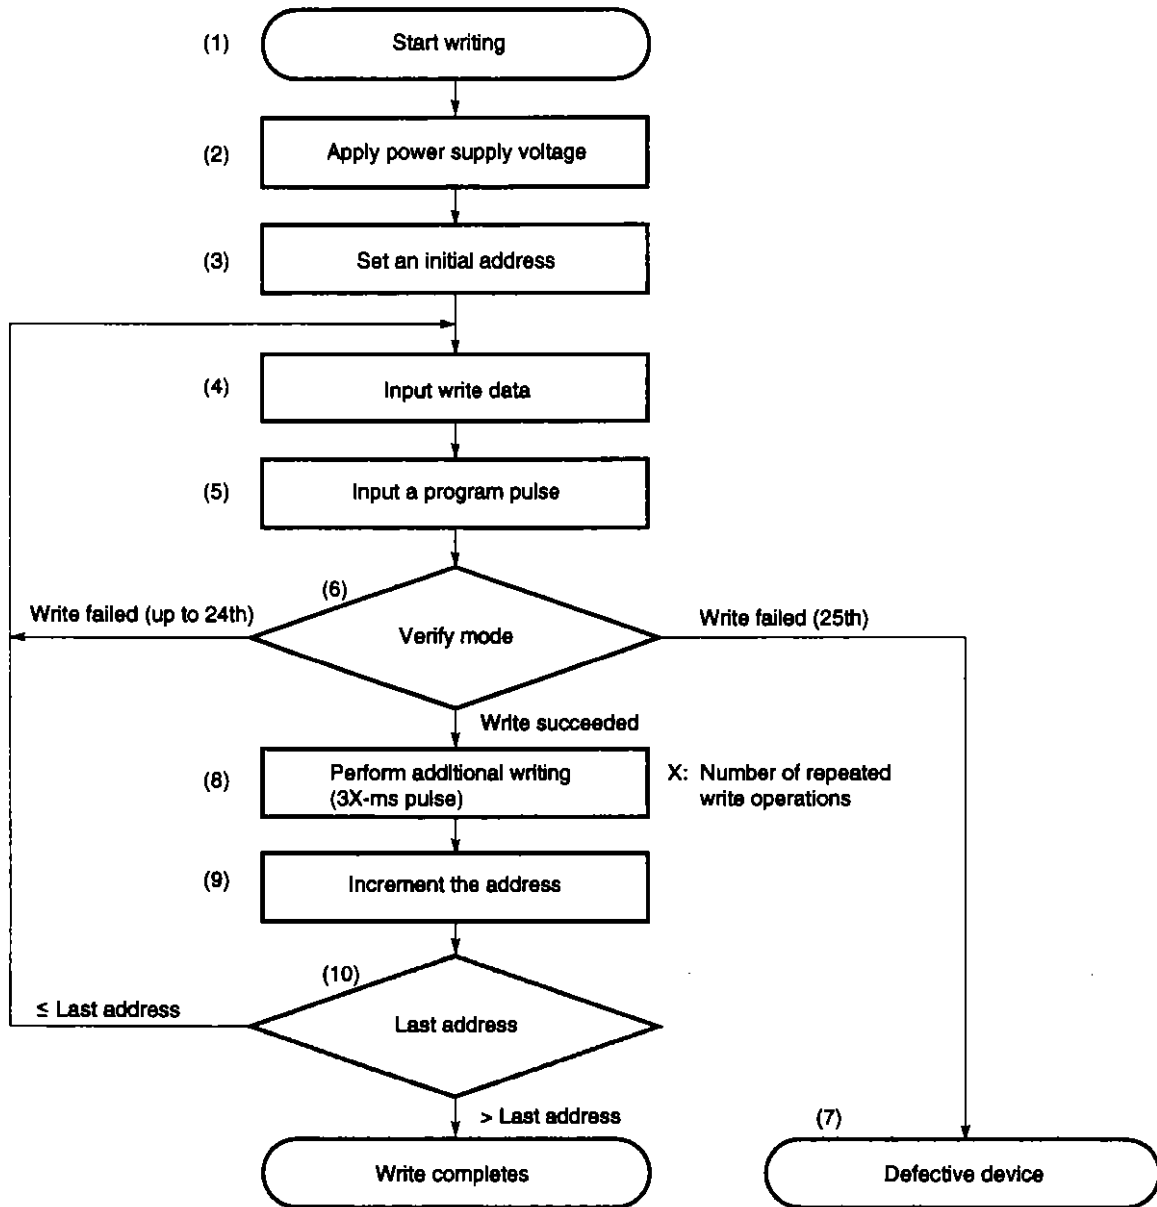 (1)
Start writing
(2)
Apply power supply voltage
(3)
Set an initial address
(4)
Input write data
(5)
Input a program pulse
(6)
Write failed (up to 24th)
Verify mode
Write failed (25th)
Write succeeded
(8)
Perform additional writing
(3X-ms pulse)
X: Number of repeated
write operations
(9)
Increment the address
(10)
≤ Last address
Last address
> Last address
(7)
Write completes
Defective device